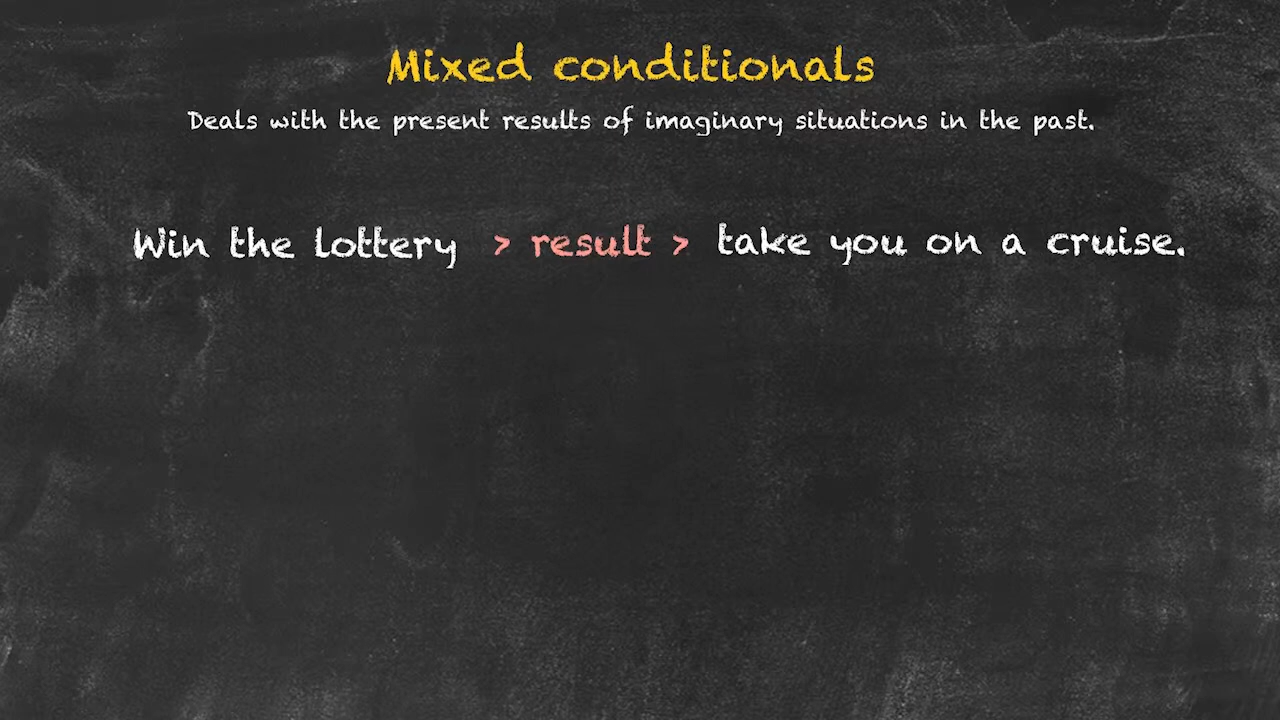 Mixed conditionals
Deals with the present results of imaginary situations in the past.
Win the lottery > result > take you on a cruise.